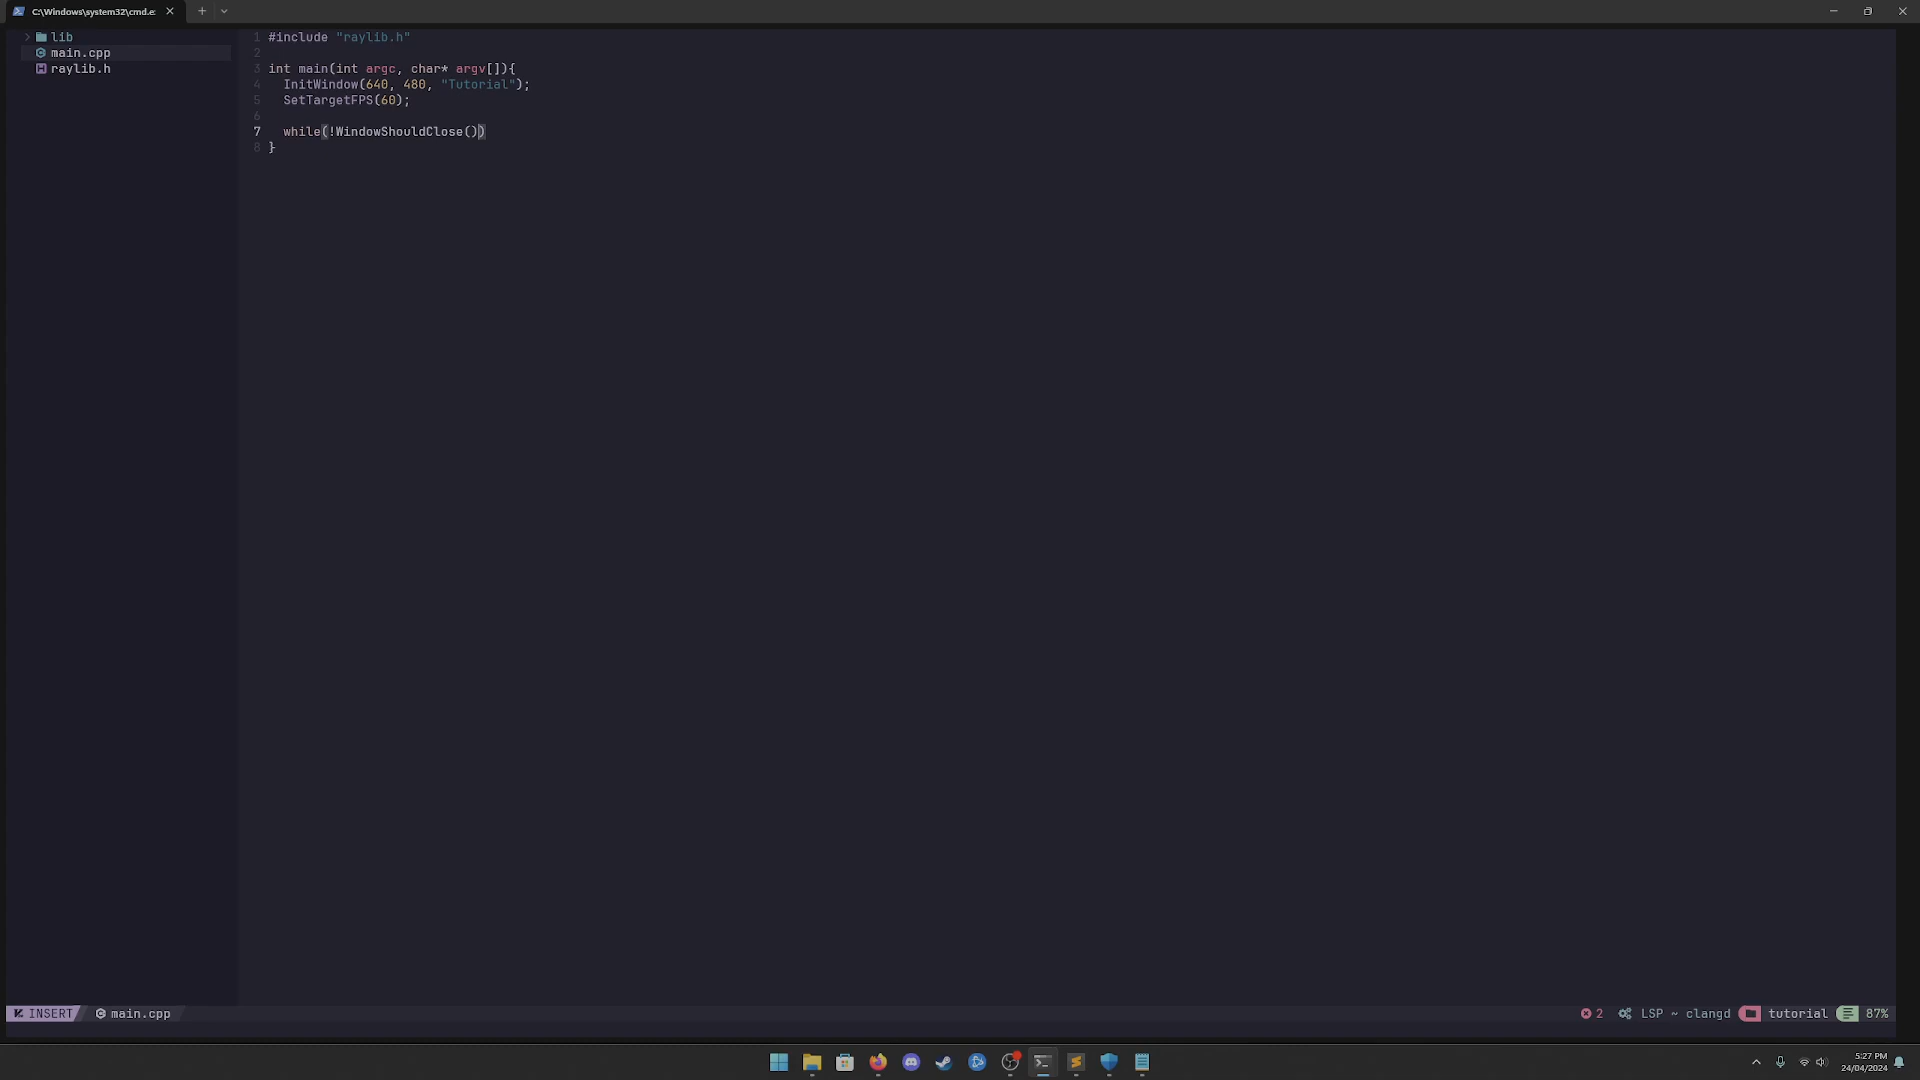 C:\Windows\system32\cmd.e:
lib
main.cpp
raylib.h
1 #include "raylib.h"
2
3 int main(int argc, char* argv[]){
4 InitWindow(640, 480, "Tutorial");
5 SetTargetFPS(60);
6
7 while(!WindowShouldClose())
8 }
INSERT main.cpp 2 LSP ~ clangd tutorial 87%
5:27 PM
24/04/2024